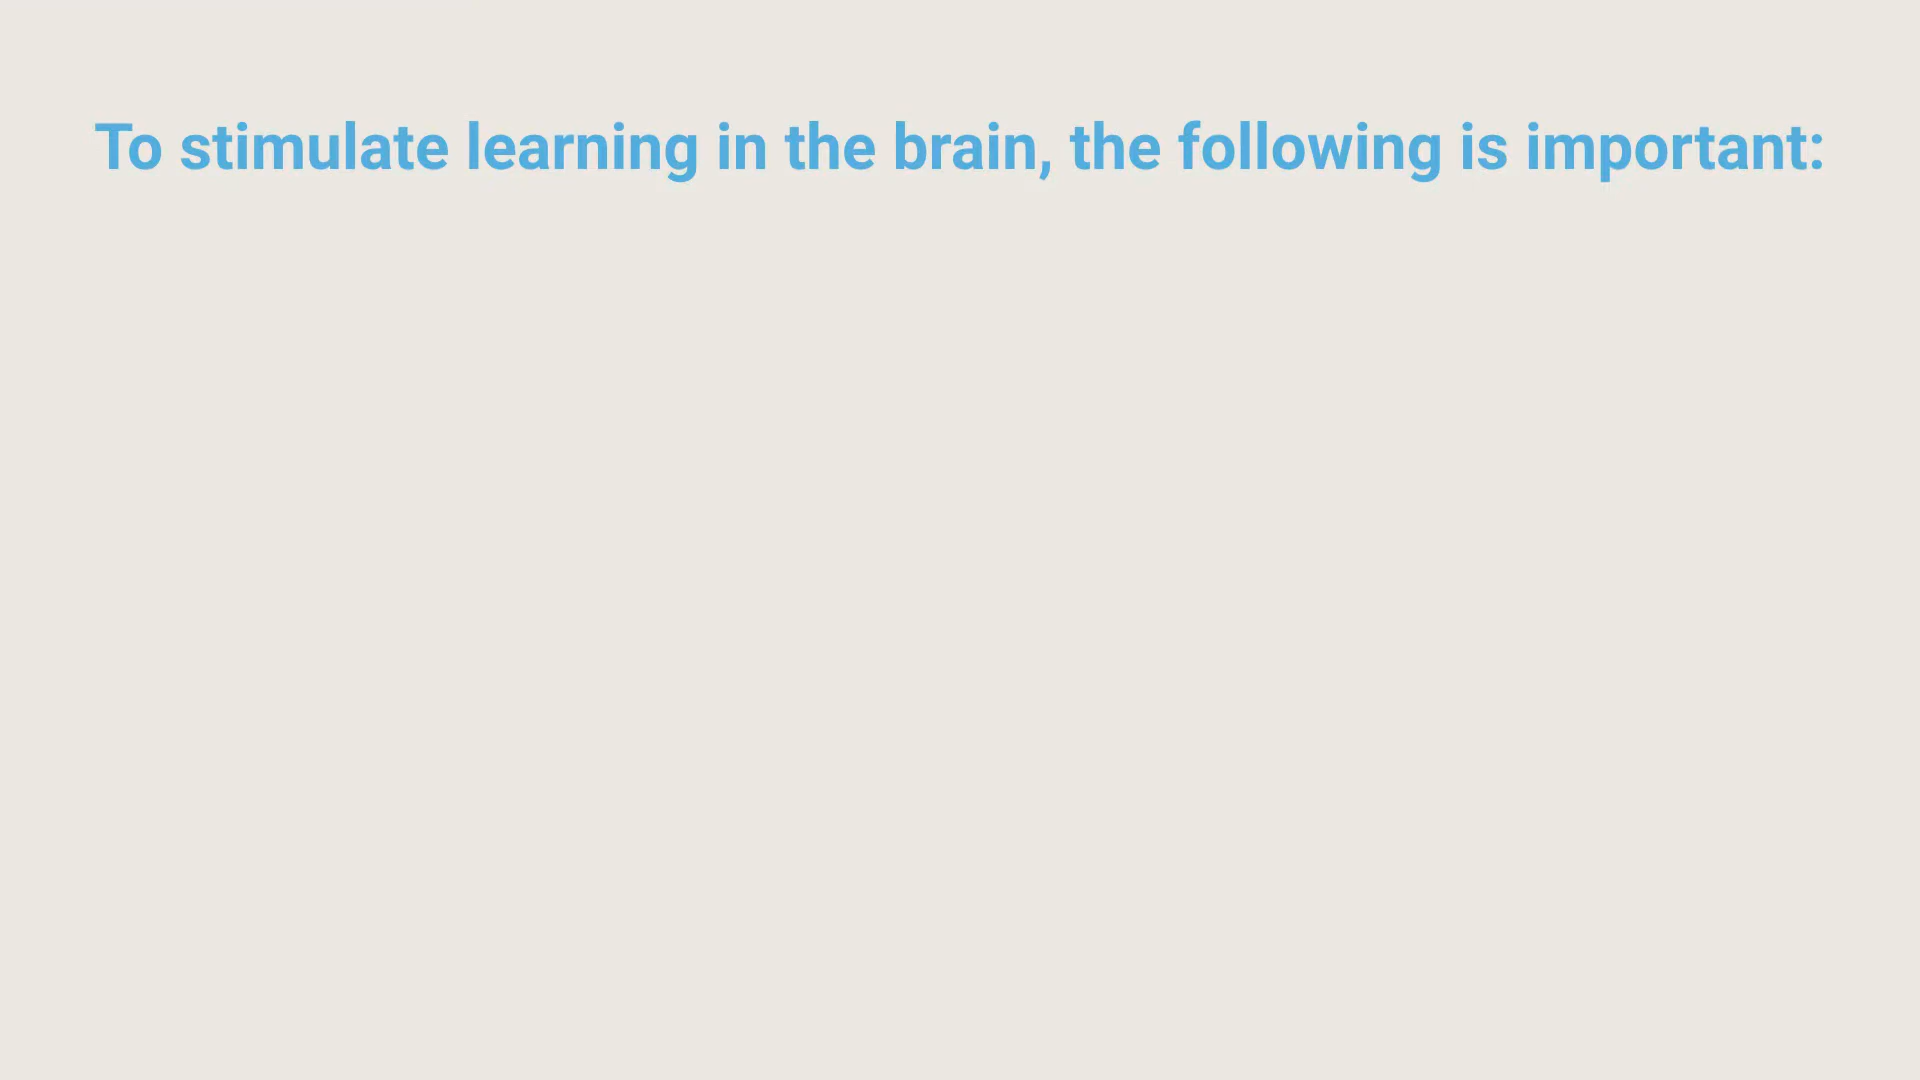 To stimulate learning in the brain, the following is important: